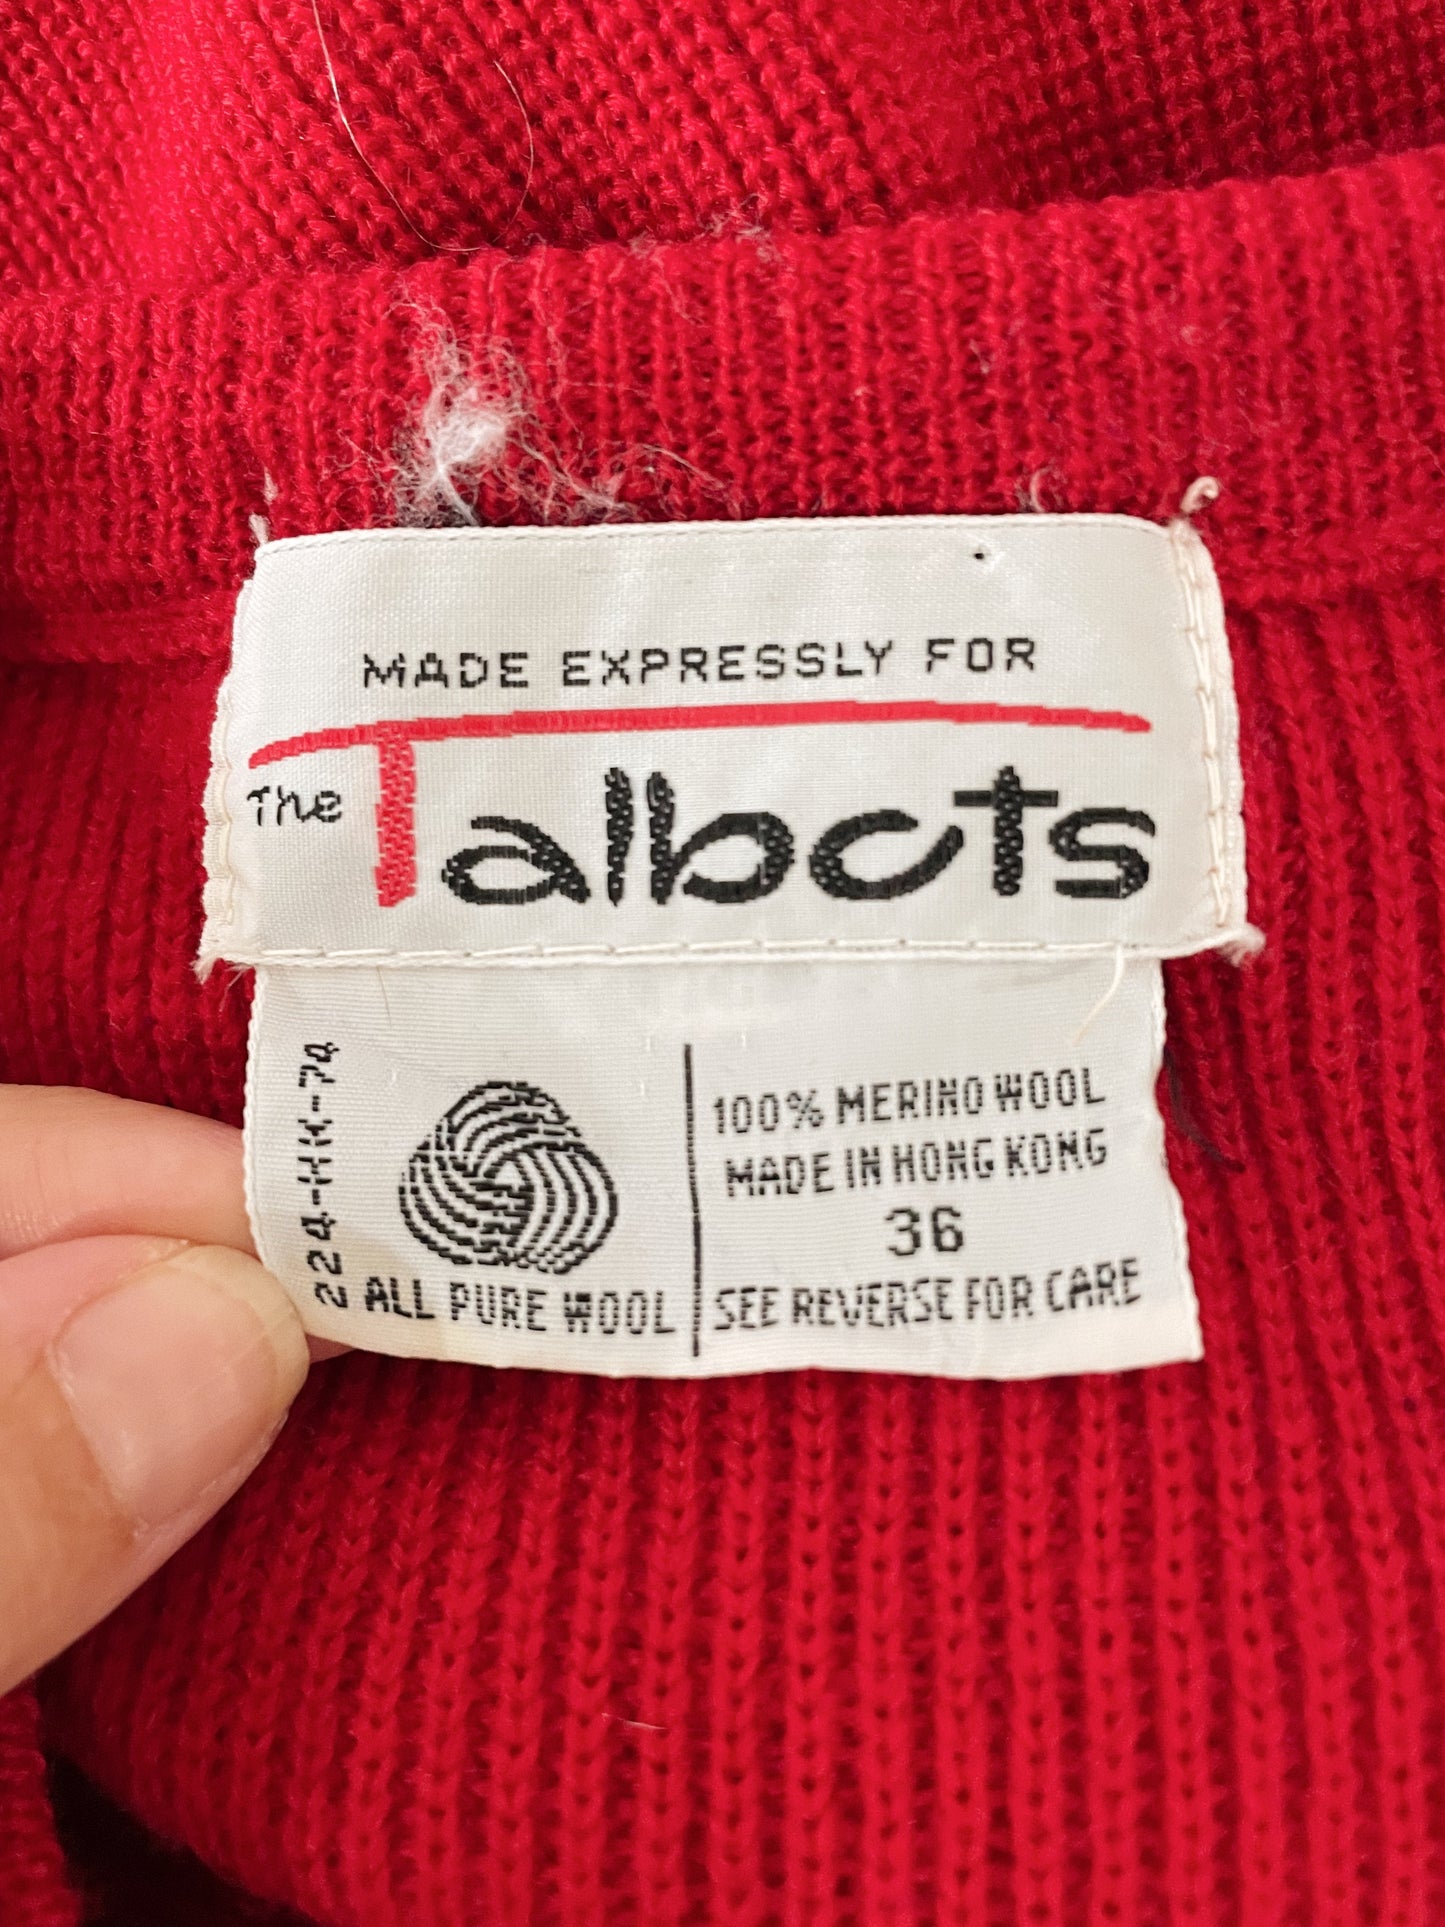 MADE EXPRESSLY FOR
The Talbots
224-HK-74
ALL PURE WOOL
100% MERINO WOOL
MADE IN HONG KONG
36
SEE REVERSE FOR CARE